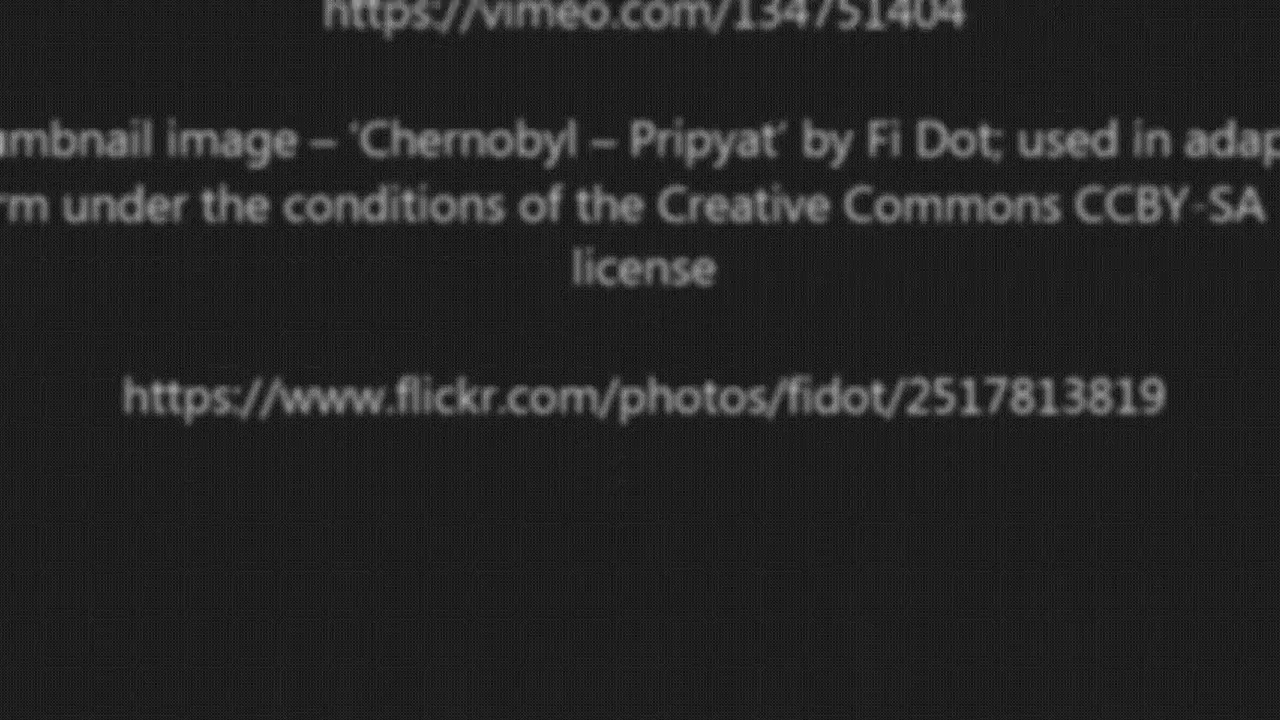 https://vimeo.com/134751404
umbnail image – ‘Chernobyl – Pripyat’ by Fi Dot; used in adap
rm under the conditions of the Creative Commons CCBY-SA
license
https://www.flickr.com/photos/fidot/2517813819